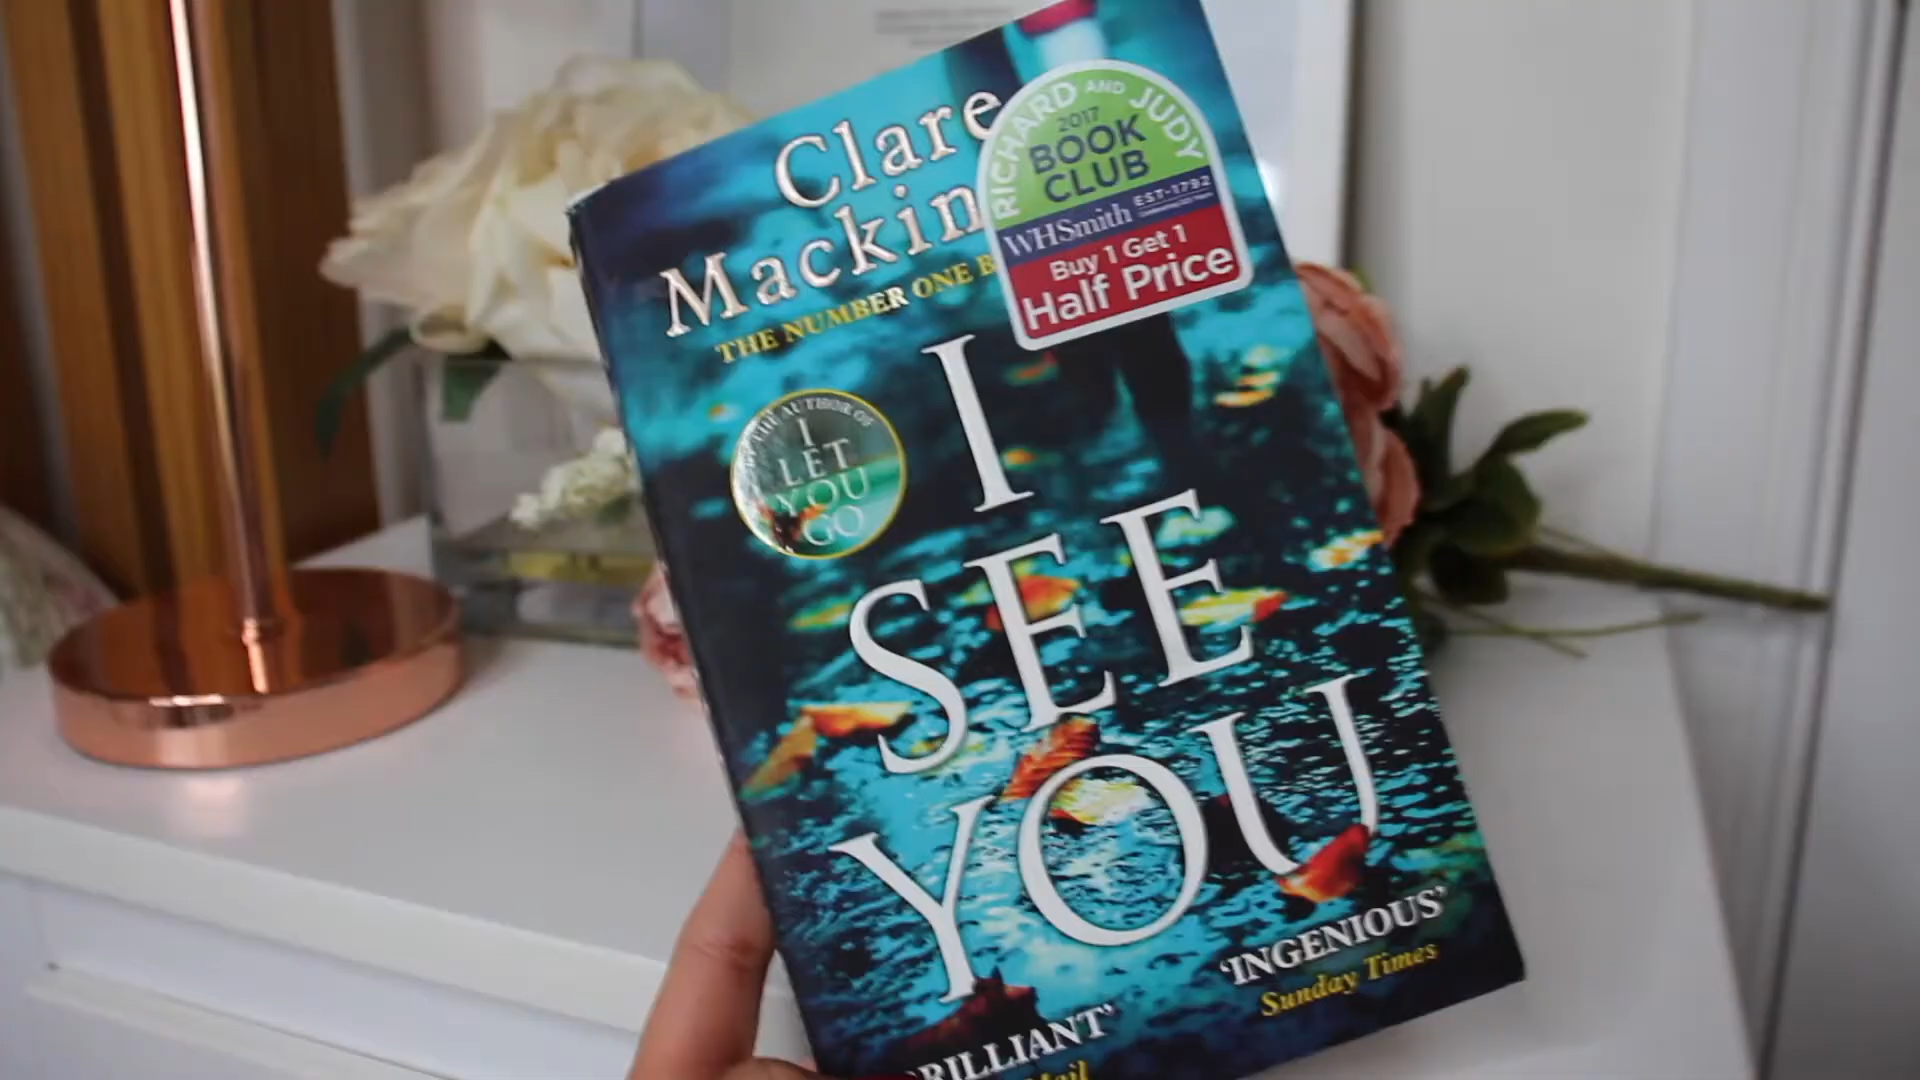 Clare
Mackin
THE NUMBER ONE B
RICHARD AND JUDY
2017
BOOK
CLUB
WHSmith EST-1792
Buy 1 Get 1
Half Price
THE AUTHOR OF
I
LET
YOU
GO
I
SEE
YOU
'INGENIOUS'
Sunday Times
RILLIANT'